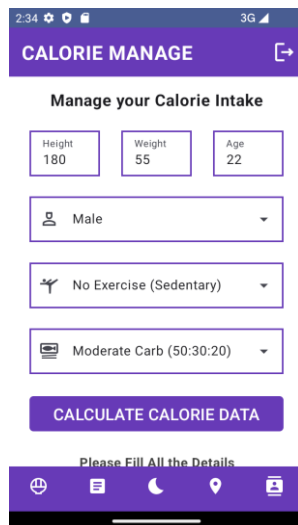 2:34 3G
CALORIE MANAGE
Manage your Calorie Intake
Height Weight Age
180 55 22
Male
No Exercise (Sedentary)
Moderate Carb (50:30:20)
CALCULATE CALORIE DATA
Please Fill All the Details